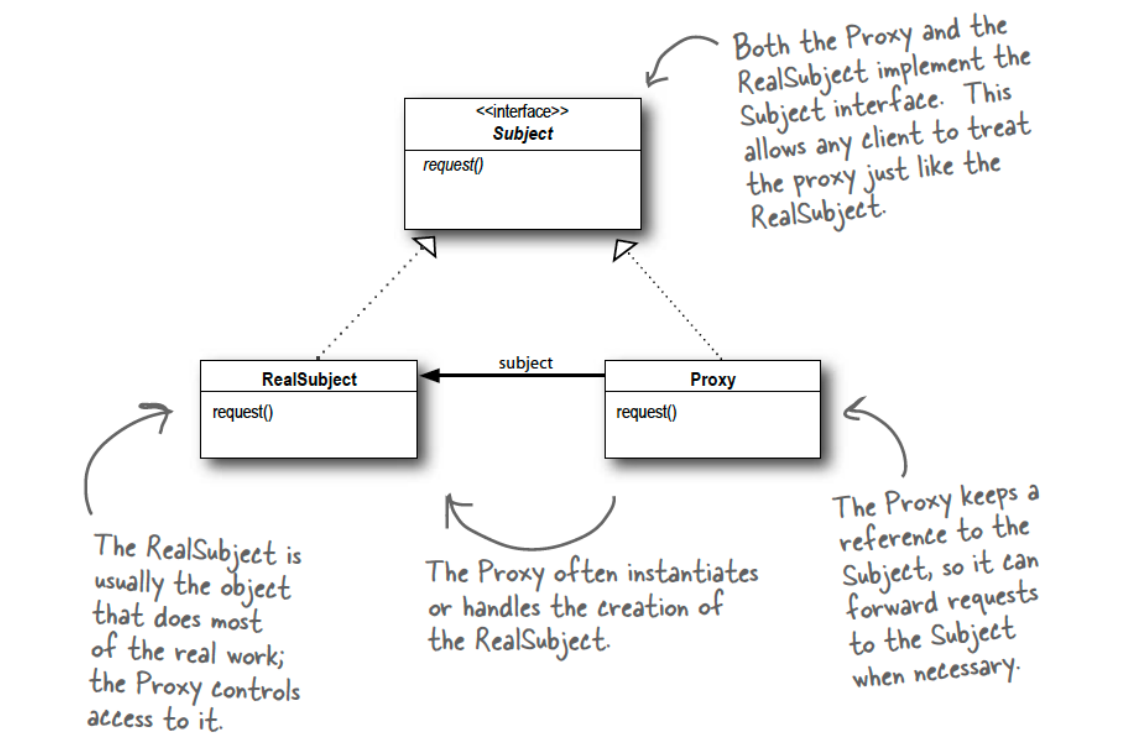 Both the Proxy and the
RealSubject implement the
Subject interface. This
allows any client to treat
the proxy just like the
RealSubject.
<<interface>>
Subject
request()
subject
RealSubject
request()
Proxy
request()
The RealSubject is
usually the object
that does most
of the real work;
the Proxy controls
access to it.
The Proxy often instantiates
or handles the creation of
the RealSubject.
The Proxy keeps a
reference to the
Subject, so it can
forward requests
to the Subject
when necessary.